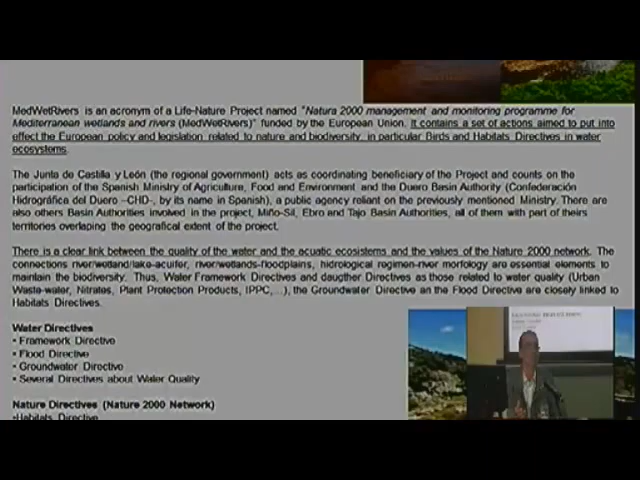 MedWetRivers is an acronym of a Life-Nature Project named "Natura 2000 management and monitoring programme for
Mediterranean wetlands and rivers (MedWetRivers)" funded by the European Union. It contains a set of actions aimed to put into
effect the European policy and legislation related to nature and biodiversity, in particular Birds and Habitats Directives in water
ecosystems.
The Junta de Castilla y León (the regional government) acts as coordinating beneficiary of the Project and counts on the
participation of the Spanish Ministry of Agriculture, Food and Environment and the Duero Basin Authority (Confederación
Hidrográfica del Duero –CHD-, by its name in Spanish), a public agency reliant on the previously mentioned Ministry. There are
also others Basin Authorities involved in the project, Miño-Sil, Ebro and Tajo Basin Authorities, all of them with part of theirs
territories overlaping the geografical extent of the project.
There is a clear link between the quality of the water and the acuatic ecosystems and the values of the Nature 2000 network. The
connections river/wetland/lake-acuifer, river/wetlands-floodplains, hidrological regimen-river morfology are essential elements to
maintain the biodiversity. Thus, Water Framework Directive and daugther Directives as those related to water quality (Urban
Waste-water, Nitrates, Plant Protection Products, IPPC,...), the Groundwater Directive an the Flood Directive are closely linked to
Habitats Directives.
Water Directives
• Framework Directive
• Flood Directive
• Groundwater Directive
• Several Directives about Water Quality
Nature Directives (Nature 2000 Network)
•Habitats Directive